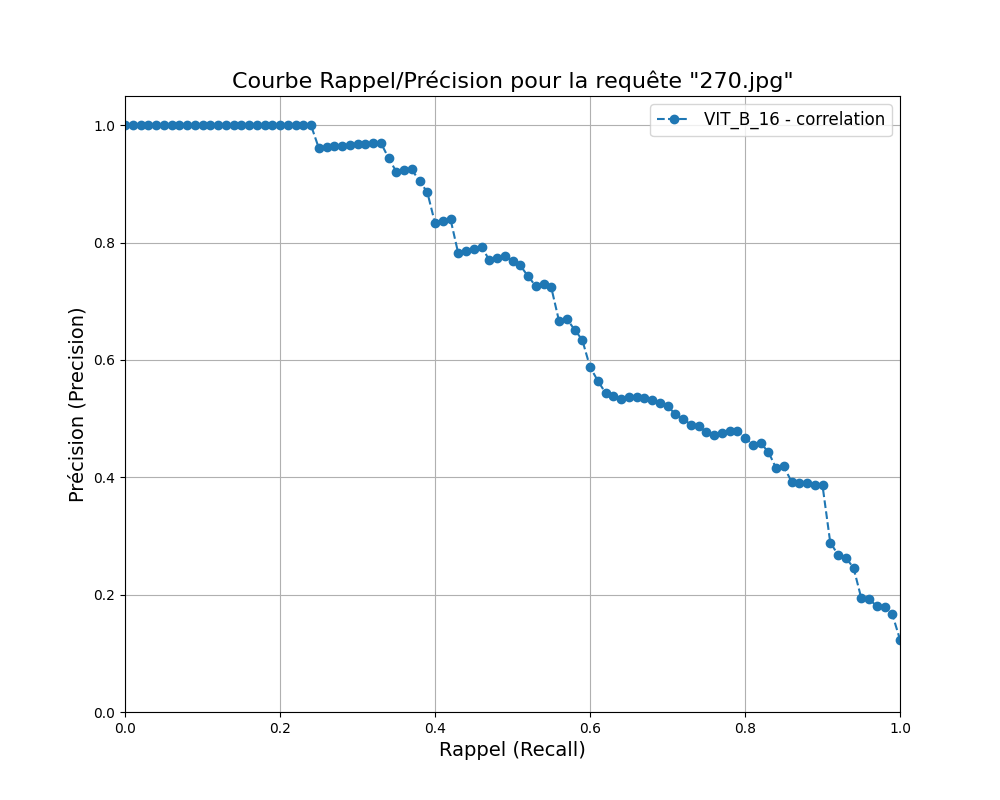 Courbe Rappel/Précision pour la requête "270.jpg"
VIT_B_16 - correlation
Précision (Precision)
1.0
0.8
0.6
0.4
0.2
0.0
0.0 0.2 0.4 0.6 0.8 1.0
Rappel (Recall)